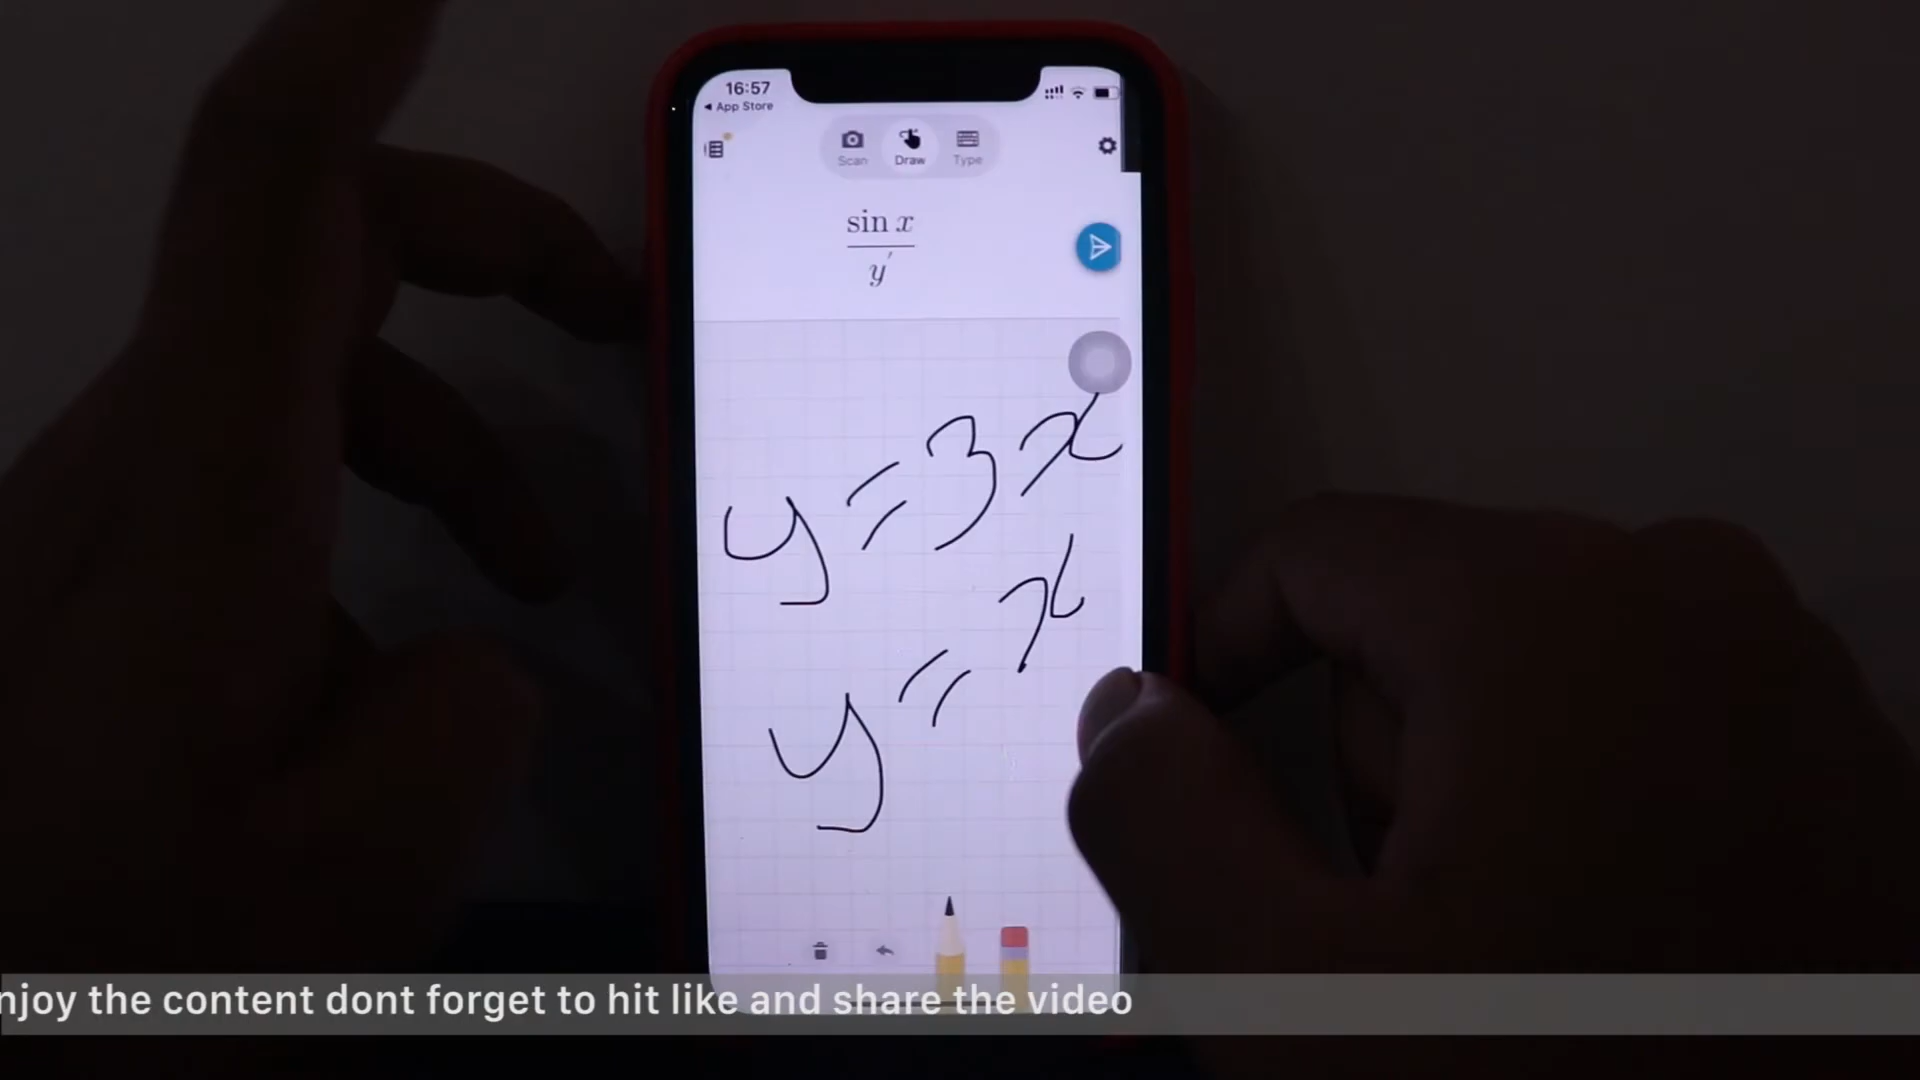 16:57
App Store
Scan
Draw
Type
sin x
y'
y = 3x
y = x
njoy the content dont forget to hit like and share the video